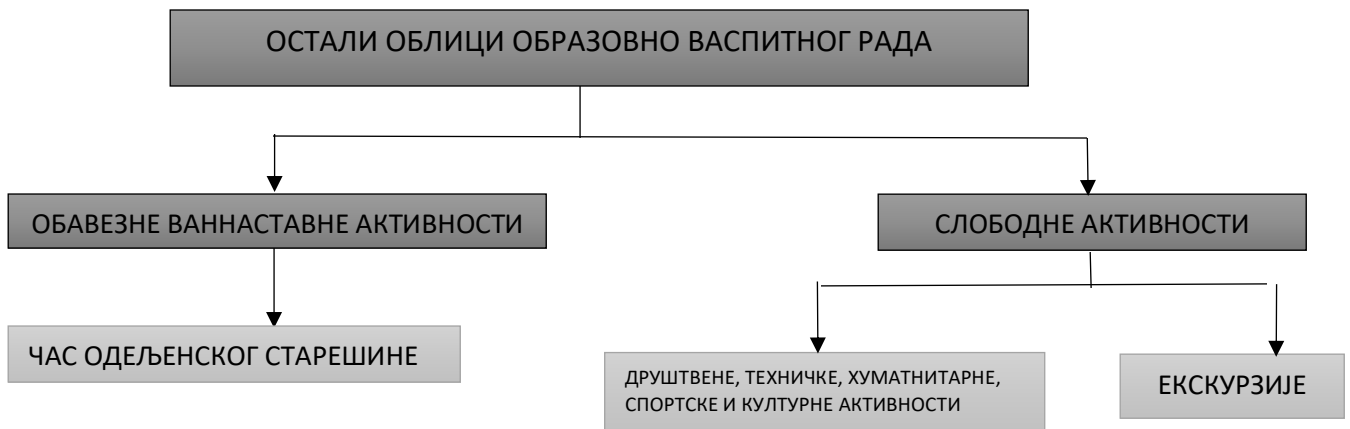 ОСТАЛИ ОБЛИЦИ ОБРАЗОВНО ВАСПИТНОГ РАДА
ОБАВЕЗНЕ ВАННАСТАВНЕ АКТИВНОСТИ
СЛОБОДНЕ АКТИВНОСТИ
ЧАС ОДЕЉЕНСКОГ СТАРЕШИНЕ
ДРУШТВЕНЕ, ТЕХНИЧКЕ, ХУМАТНИТАРНЕ,
СПОРТСКЕ И КУЛТУРНЕ АКТИВНОСТИ
ЕКСКУРЗИЈЕ